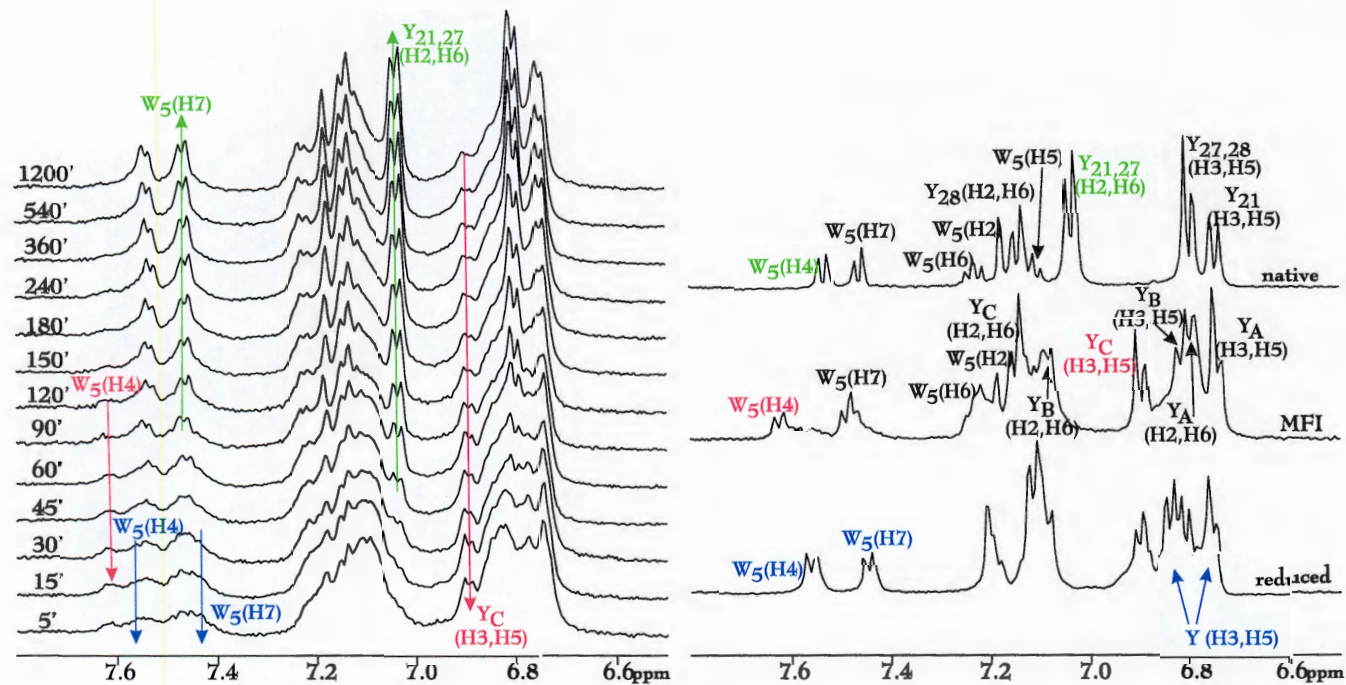 Y21,27
(H2,H6)
W5(H7)
1200'
540'
360'
240'
180'
150'
120'
90'
60'
45'
30'
15'
5'
W5(H4)
W5(H4)
W5(H7)
YC
(H3,H5)
7.6
7.4
7.2
7.0
6.8
6.6ppm
W5(H5)
Y21,27
(H2,H6)
Y27,28
(H3,H5)
Y28(H2,H6)
Y21
(H3,H5)
W5(H7)
W5(H2)
W5(H4)
W5(H6)
native
YC
(H2,H6)
YB
(H3,H5)
YC
(H3,H5)
YA
(H3,H5)
W5(H2)
W5(H7)
W5(H6)
W5(H4)
YB
(H2,H6)
YA
(H2,H6)
MFI
W5(H7)
W5(H4)
reduced
Y (H3,H5)
7.6
7.4
7.2
7.0
6.8
6.6ppm